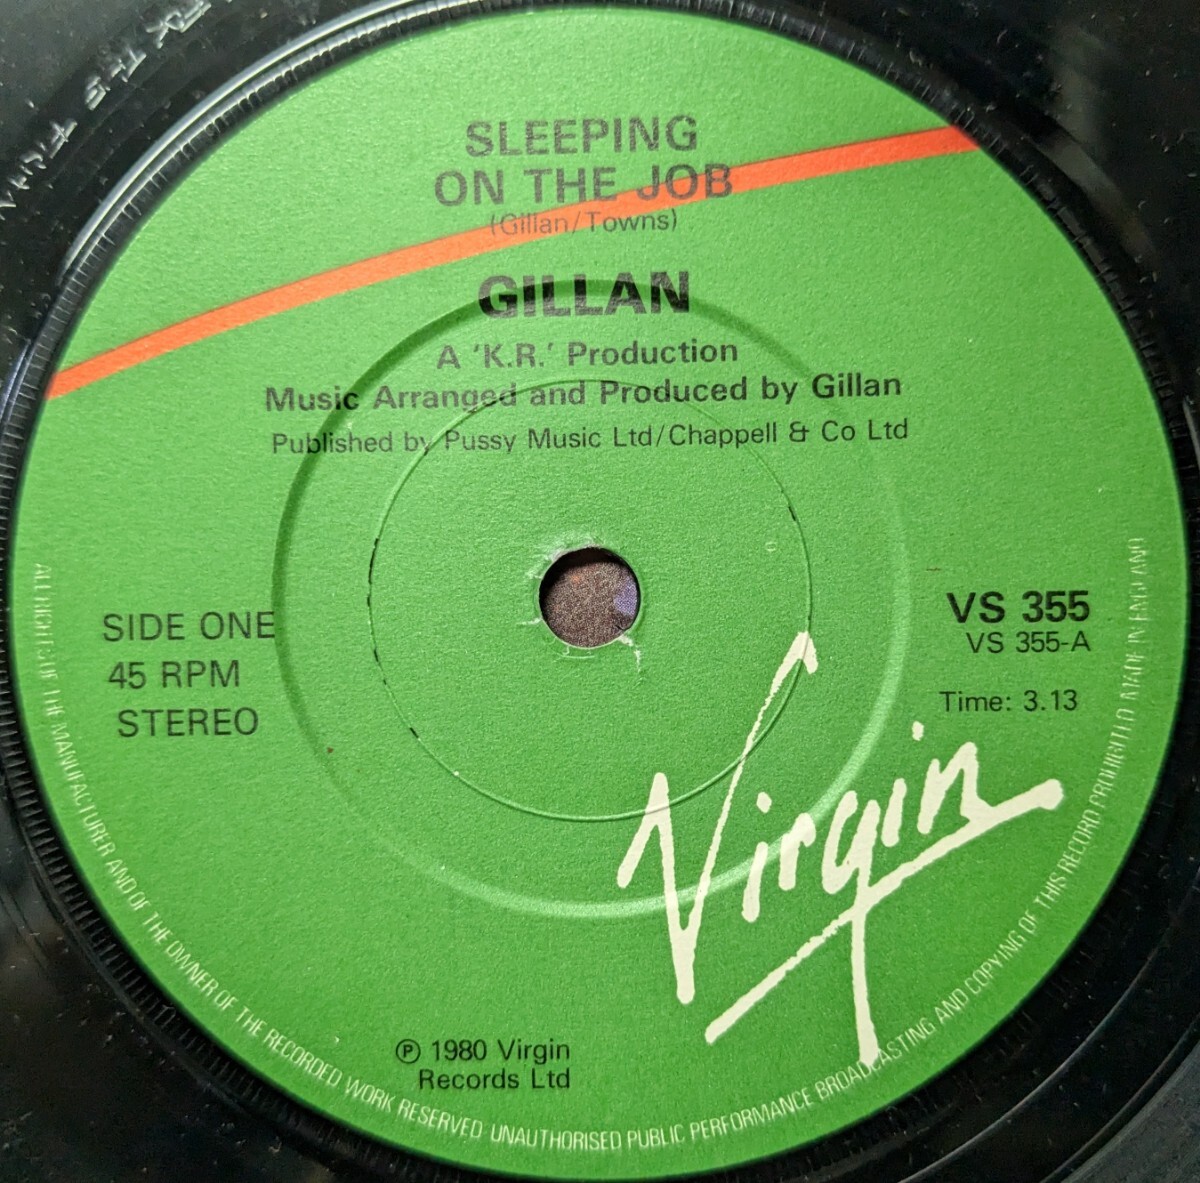 SLEEPING
ON THE JOB
(Gillan/Towns)
GILLAN
A 'K.R.' Production
Music Arranged and Produced by Gillan
Published by Pussy Music Ltd/Chappell & Co Ltd
SIDE ONE
45 RPM
STEREO
VS 355
VS 355-A
Time: 3.13
Virgin
℗ 1980 Virgin
Records Ltd
ALL RIGHTS OF THE MANUFACTURER AND OF THE OWNER OF THE RECORDED WORK RESERVED UNAUTHORISED PUBLIC PERFORMANCE BROADCASTING AND COPYING OF THIS RECORD PROHIBITED MADE IN ENGLAND